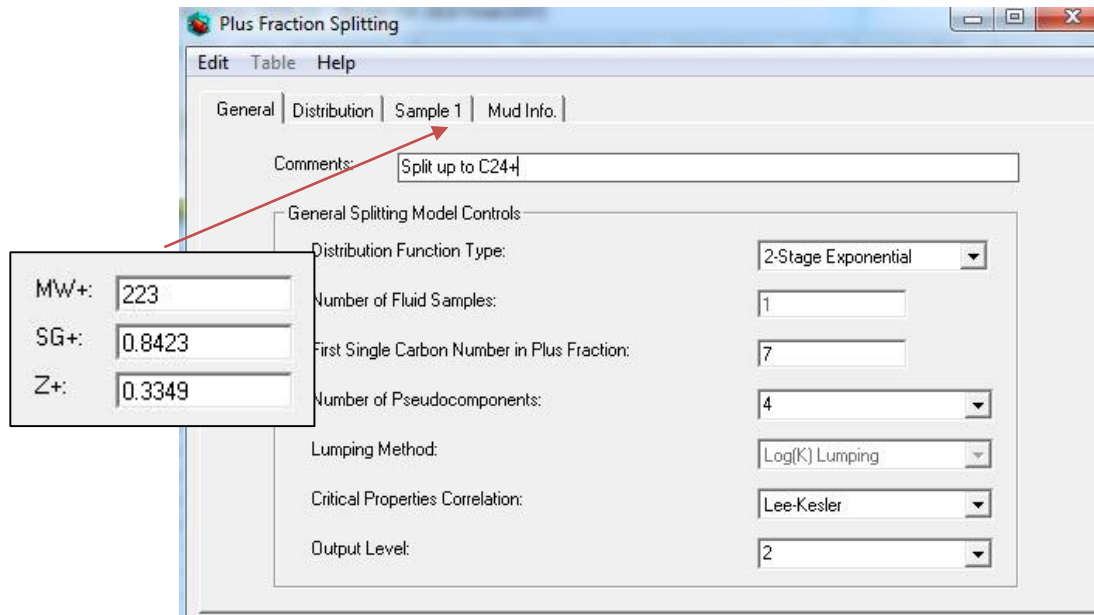 Plus Fraction Splitting
Edit Table Help
General Distribution Sample 1 Mud Info.
Comments: Split up to C24+
General Splitting Model Controls
Distribution Function Type: 2-Stage Exponential
Number of Fluid Samples: 1
First Single Carbon Number in Plus Fraction: 7
Number of Pseudocomponents: 4
Lumping Method: Log(K) Lumping
Critical Properties Correlation: Lee-Kesler
Output Level: 2
MW+: 223
SG+: 0.8423
Z+: 0.3349